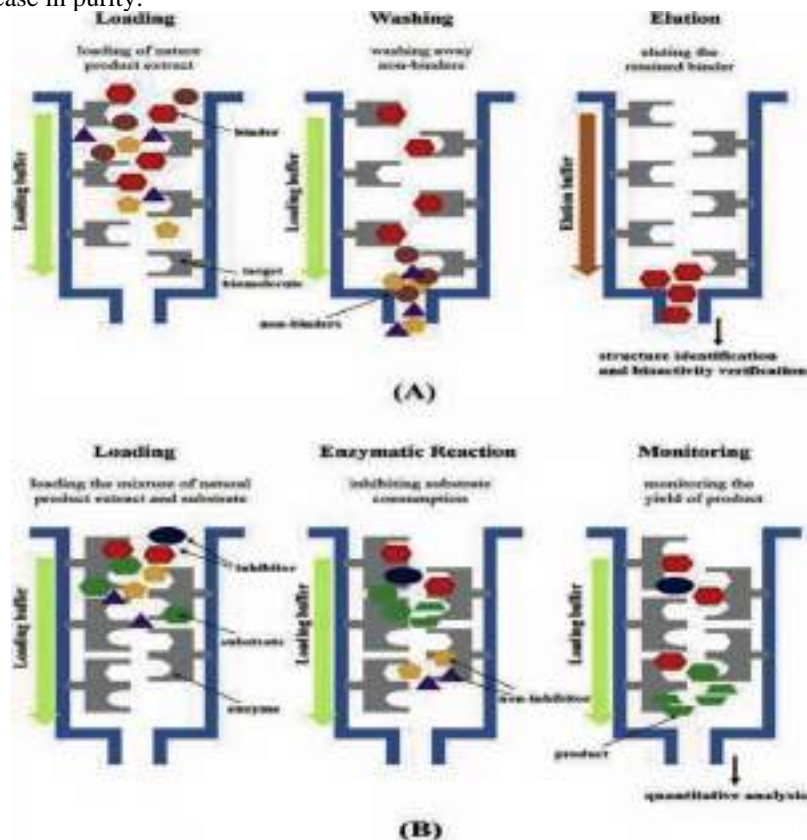 ease in purity.
Loading
Washing
Elution
loading of nature
product extract
washing away
non-binders
eluting the
retained binder
binder
Loading buffer
Loading buffer
Elution buffer
target
biomolecule
non-binders
structure identification
and bioactivity verification
(A)
Loading
Enzymatic Reaction
Monitoring
loading the mixture of natural
product extract and substrate
inhibiting substrate
consumption
monitoring the
yield of product
inhibitor
Loading buffer
Loading buffer
Loading buffer
substrate
enzyme
non-inhibitor
product
quantitative analysis
(B)